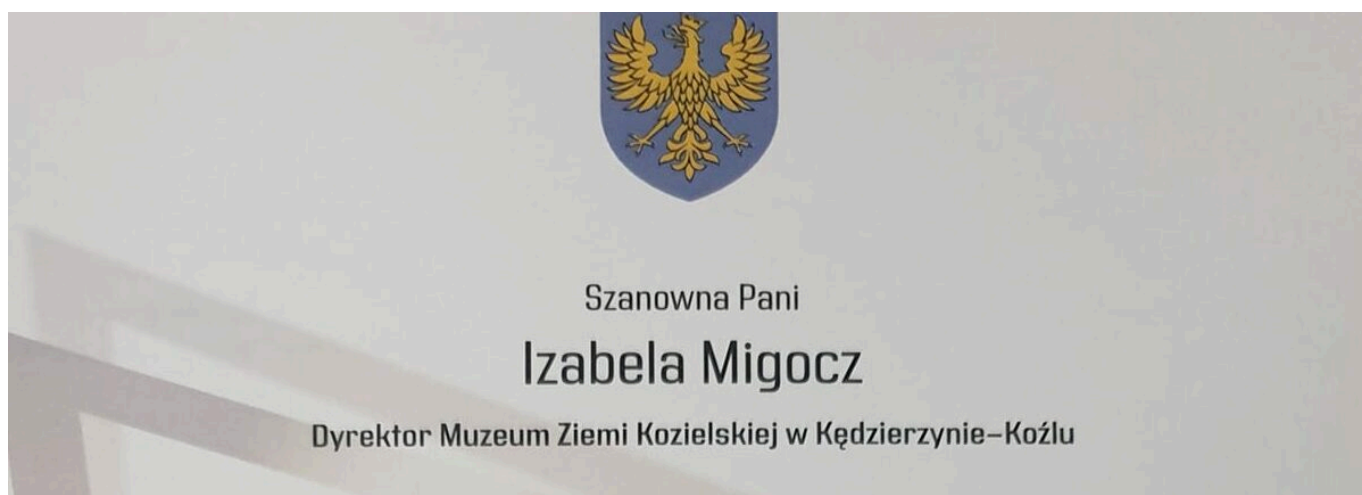 Szanowna Pani
Izabela Migocz
Dyrektor Muzeum Ziemi Kozielskiej w Kędzierzynie–Koźlu